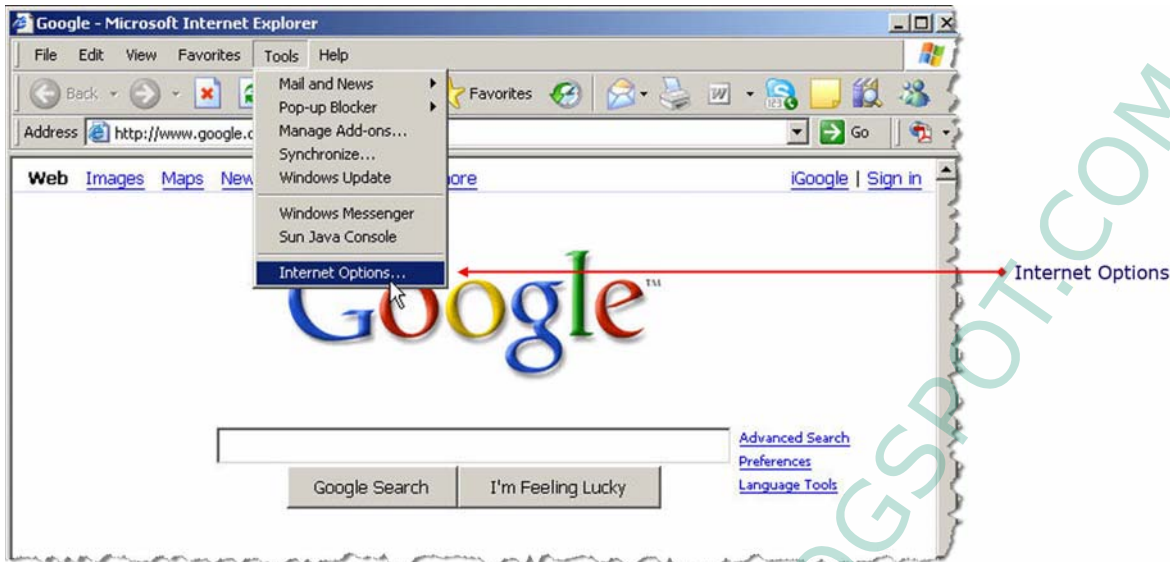 Google - Microsoft Internet Explorer
File Edit View Favorites Tools Help
Back Favorites
Mail and News
Pop-up Blocker
Manage Add-ons...
Synchronize...
Windows Update
Windows Messenger
Sun Java Console
Internet Options...
Address http://www.google.c Go
Web Images Maps New ore iGoogle | Sign in
Internet Options
Google TM
Advanced Search
Preferences
Language Tools
Google Search I'm Feeling Lucky
OGSPOT.COM